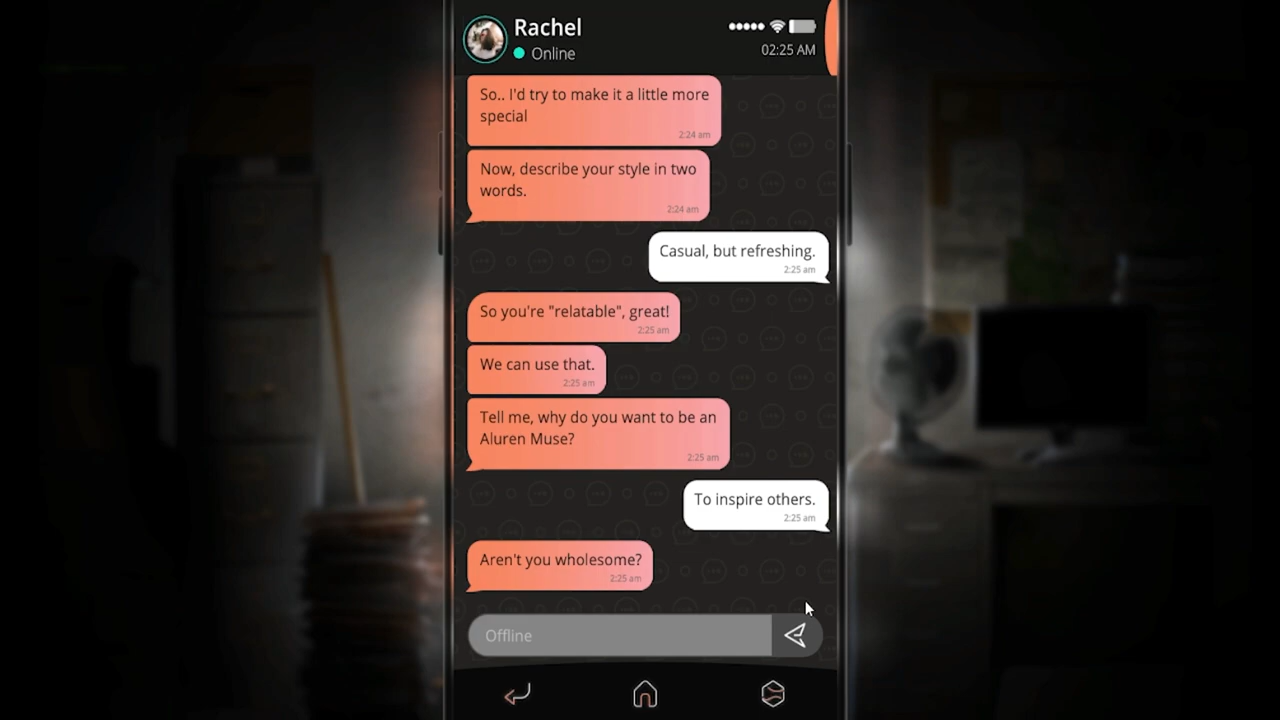 Rachel
Online
02:25 AM
So.. I'd try to make it a little more
special
2:24 am
Now, describe your style in two
words.
2:24 am
Casual, but refreshing.
2:25 am
So you're "relatable", great!
2:25 am
We can use that.
2:25 am
Tell me, why do you want to be an
Aluren Muse?
2:25 am
To inspire others.
2:25 am
Aren't you wholesome?
2:25 am
Offline